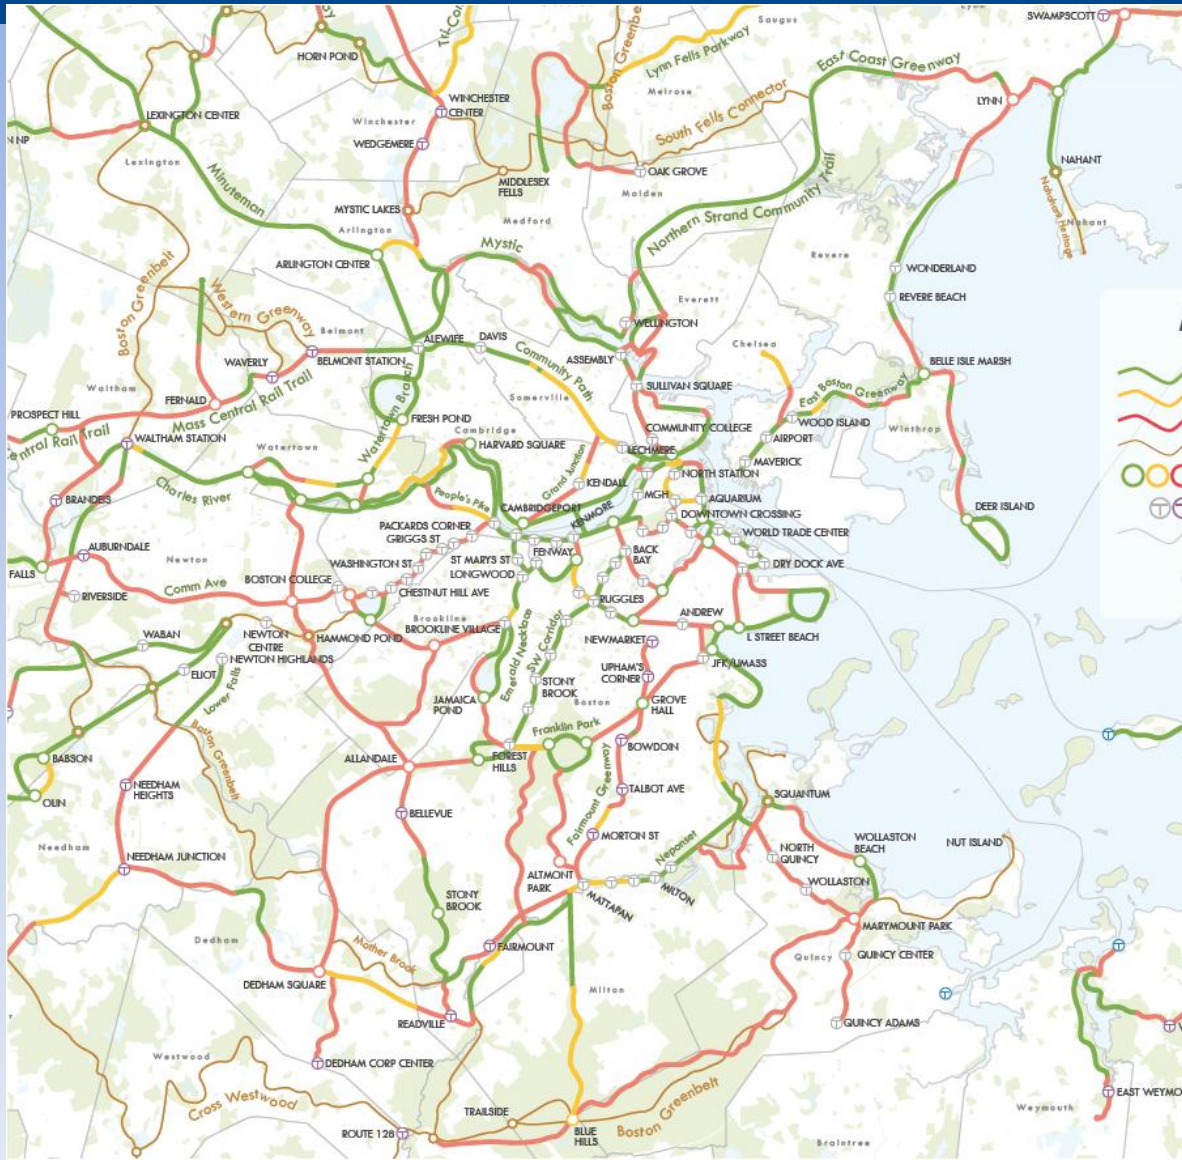 SWAMPSCOTT
Saugus
HORN POND
Tri-Co
Boston Greenbe
Lynn Fells Parkway
East Coast Greenway
Melrose
LYNN
WINCHESTER
CENTER
LEXINGTON CENTER
Winchester
South Fells Connector
N NP
WEDGEMERE
Lexington
NAHANT
OAK GROVE
MIDDLESEX
FELLS
Malden
Minuteman
Northern Strand Community Trail
Nahant Heritage
Nahant
MYSTIC LAKES
Medford
Arlington
Mystic
ARLINGTON CENTER
Revere
WONDERLAND
Boston Greenbelt
Western Greenway
REVERE BEACH
Everett
Belmont
WELLINGTON
ALEWIFE
DAVIS
Chelsea
WAVERLY
BELMONT STATION
Community Path
ASSEMBLY
BELLE ISLE MARSH
Waltham
Mass Central Rail Trail
Watertown Branch
SULLIVAN SQUARE
East Boston Greenway
FERNALD
Somerville
PROSPECT HILL
FRESH POND
WOOD ISLAND
Central Rail Trail
WALTHAM STATION
Cambridge
COMMUNITY COLLEGE
Winthrop
Watertown
HARVARD SQUARE
AIRPORT
LECHMERE
MAVERICK
Grand Junction
NORTH STATION
Charles River
KENDALL
BRANDEIS
People's Pike
MGH
AQUARIUM
CAMBRIDGEPORT
KENMORE
DOWNTOWN CROSSING
DEER ISLAND
PACKARDS CORNER
WORLD TRADE CENTER
GRIGGS ST
AUBURNDALE
FENWAY
BACK
BAY
ST MARYS ST
WASHINGTON ST
Newton
FALLS
LONGWOOD
DRY DOCK AVE
BOSTON COLLEGE
Comm Ave
CHESTNUT HILL AVE
RIVERSIDE
RUGGLES
ANDREW
Brookline
WABAN
NEWTON
CENTRE
HAMMOND POND
BROOKLINE VILLAGE
Emerald Necklace
SW Corridor
NEWMARKET
L STREET BEACH
NEWTON HIGHLANDS
ELIOT
JFK/UMASS
UPHAM'S
CORNER
Lower Falls
STONY
BROOK
JAMAICA
POND
Boston
GROVE
HALL
Franklin Park
Boston Greenbelt
BOWDOIN
BABSON
ALLANDALE
FOREST
HILLS
NEEDHAM
HEIGHTS
Fairmount Greenway
TALBOT AVE
OLIN
SQUANTUM
BELLEVUE
MORTON ST
Needham
Neponset
NORTH
QUINCY
WOLLASTON
BEACH
NUT ISLAND
NEEDHAM JUNCTION
ALTMONT
PARK
MILTON
WOLLASTON
STONY
BROOK
MATTAPAN
MARYMOUNT PARK
Dedham
Mother Brook
FAIRMOUNT
Quincy
QUINCY CENTER
DEDHAM SQUARE
Milton
READVILLE
QUINCY ADAMS
Westwood
DEDHAM CORP CENTER
EAST WEYMO
Cross Westwood
TRAILSIDE
Boston Greenbelt
Weymouth
ROUTE 128
BLUE
HILLS
Braintree